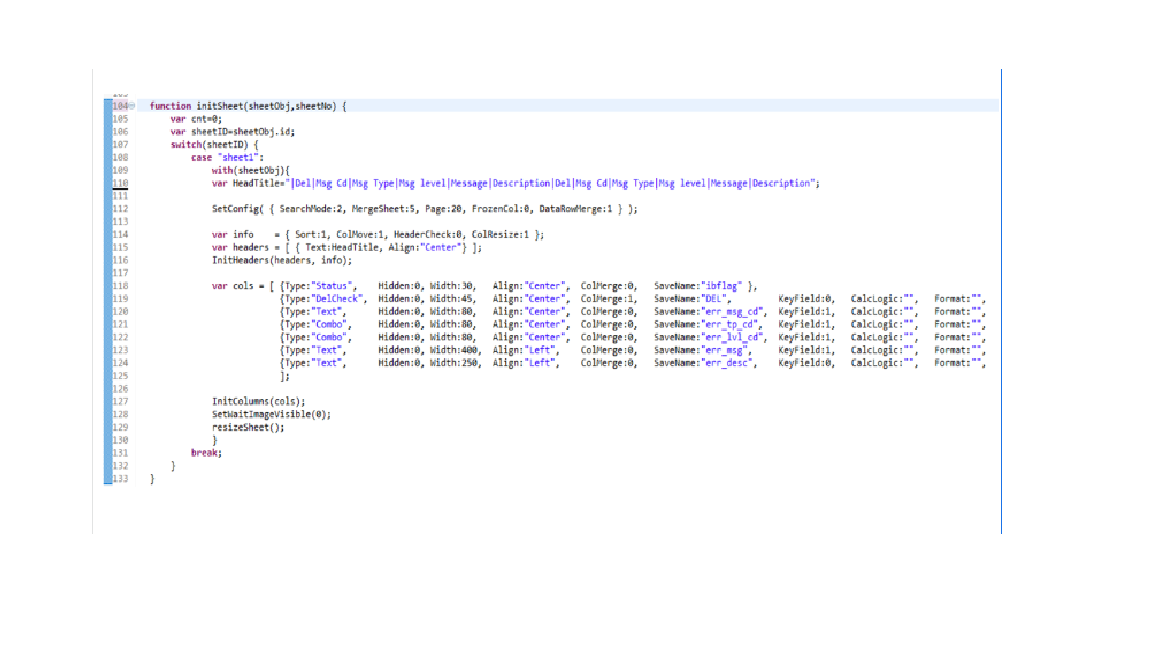 104 function initSheet(sheetObj,sheetNo) {
105 var cnt=0;
106 var sheetID=sheetObj.id;
107 switch(sheetID) {
108 case "sheet1":
109 with(sheetObj){
110 var HeadTitle="|Del|Msg Cd|Msg Type|Msg level|Message|Description|Del|Msg Cd|Msg Type|Msg level|Message|Description";
111
112 SetConfig( { SearchMode:2, MergeSheet:5, Page:20, FrozenCol:0, DataRowMerge:1 } );
113
114 var info = { Sort:1, ColMove:1, HeaderCheck:0, ColResize:1 };
115 var headers = [ { Text:HeadTitle, Align:"Center"} ];
116 InitHeaders(headers, info);
117
118 var cols = [ {Type:"Status", Hidden:0, Width:30, Align:"Center", ColMerge:0, SaveName:"ibflag" },
119 {Type:"DelCheck", Hidden:0, Width:45, Align:"Center", ColMerge:1, SaveName:"DEL", KeyField:0, CalcLogic:"", Format:"",
120 {Type:"Text", Hidden:0, Width:80, Align:"Center", ColMerge:0, SaveName:"err_msg_cd", KeyField:1, CalcLogic:"", Format:"",
121 {Type:"Combo", Hidden:0, Width:80, Align:"Center", ColMerge:0, SaveName:"err_tp_cd", KeyField:1, CalcLogic:"", Format:"",
122 {Type:"Combo", Hidden:0, Width:80, Align:"Center", ColMerge:0, SaveName:"err_lvl_cd", KeyField:1, CalcLogic:"", Format:"",
123 {Type:"Text", Hidden:0, Width:400, Align:"Left", ColMerge:0, SaveName:"err_msg", KeyField:1, CalcLogic:"", Format:"",
124 {Type:"Text", Hidden:0, Width:250, Align:"Left", ColMerge:0, SaveName:"err_desc", KeyField:0, CalcLogic:"", Format:"",
125 ];
126
127 InitColumns(cols);
128 SetWaitImageVisible(0);
129 resizeSheet();
130 }
131 break;
132 }
133 }